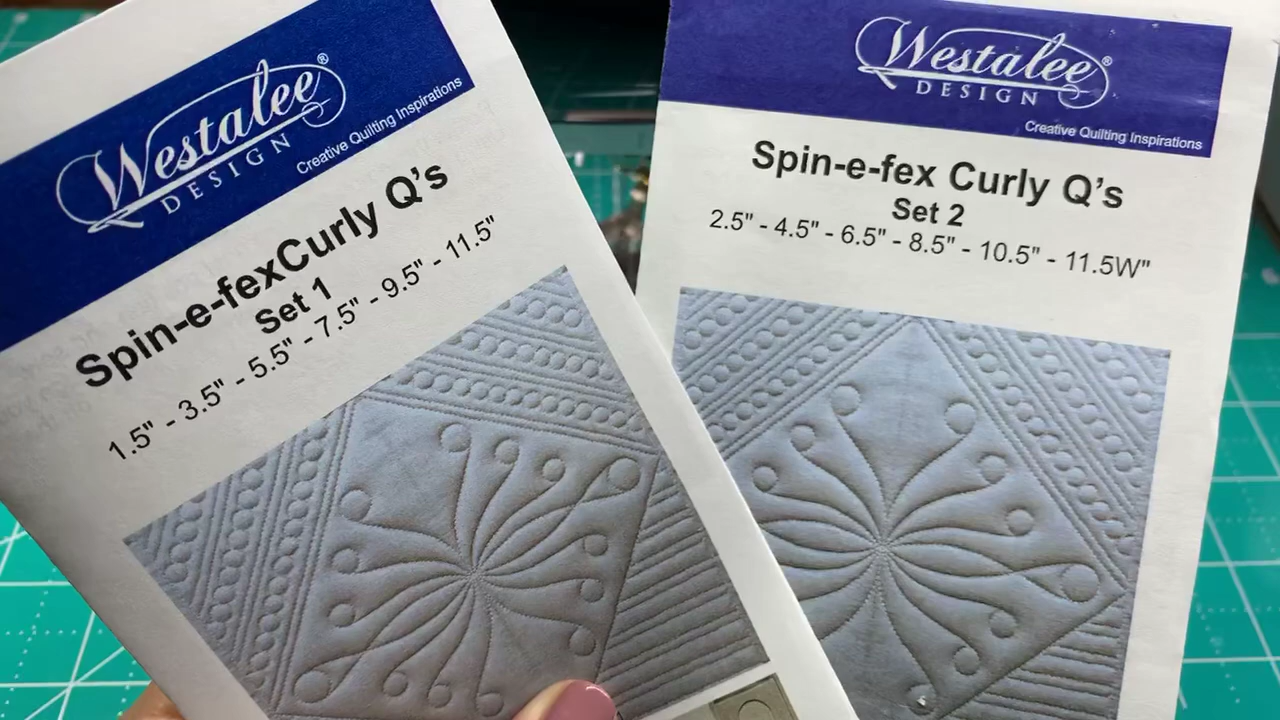 Westalee®
DESIGN
Creative Quilting Inspirations
Spin-e-fexCurly Q's
Set 1
1.5" - 3.5" - 5.5" - 7.5" - 9.5" - 11.5"
Westalee®
DESIGN
Creative Quilting Inspirations
Spin-e-fex Curly Q's
Set 2
2.5" - 4.5" - 6.5" - 8.5" - 10.5" - 11.5W"